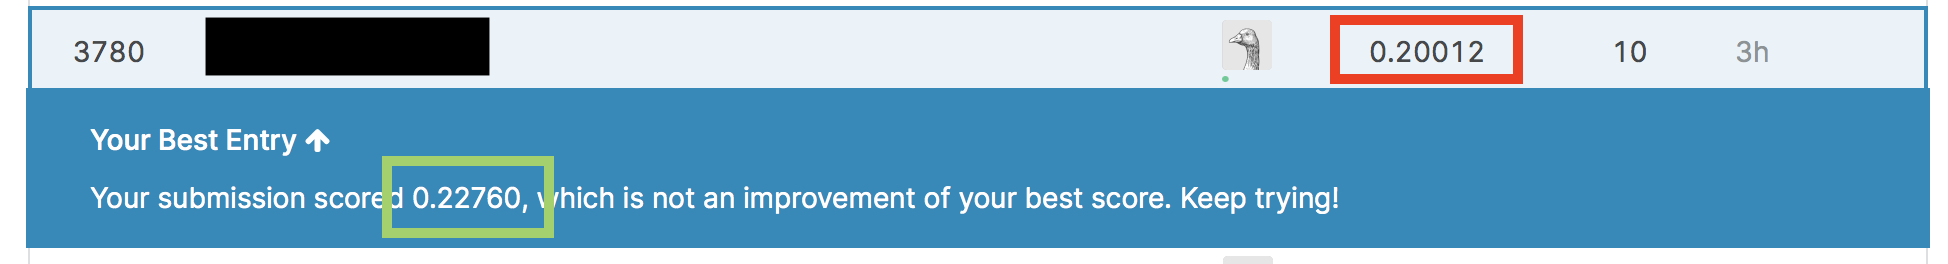 3780 0.20012 10 3h
Your Best Entry ↑
Your submission scored 0.22760, which is not an improvement of your best score. Keep trying!